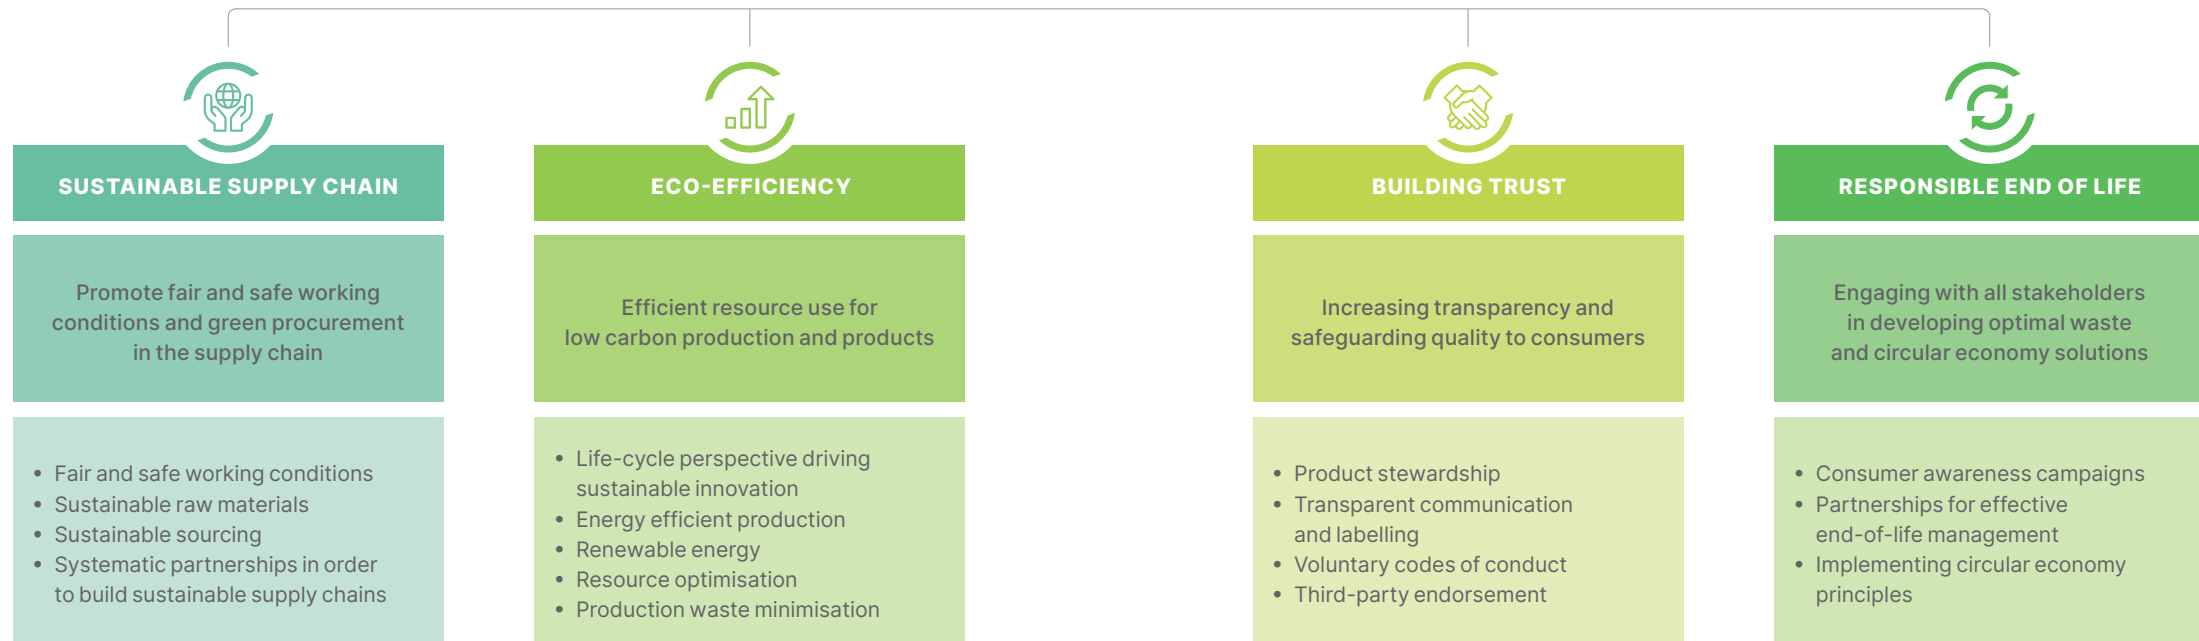 SUSTAINABLE SUPPLY CHAIN
Promote fair and safe working
conditions and green procurement
in the supply chain
• Fair and safe working conditions
• Sustainable raw materials
• Sustainable sourcing
• Systematic partnerships in order
to build sustainable supply chains
ECO-EFFICIENCY
Efficient resource use for
low carbon production and products
• Life-cycle perspective driving
sustainable innovation
• Energy efficient production
• Renewable energy
• Resource optimisation
• Production waste minimisation
BUILDING TRUST
Increasing transparency and
safeguarding quality to consumers
• Product stewardship
• Transparent communication
and labelling
• Voluntary codes of conduct
• Third-party endorsement
RESPONSIBLE END OF LIFE
Engaging with all stakeholders
in developing optimal waste
and circular economy solutions
• Consumer awareness campaigns
• Partnerships for effective
end-of-life management
• Implementing circular economy
principles